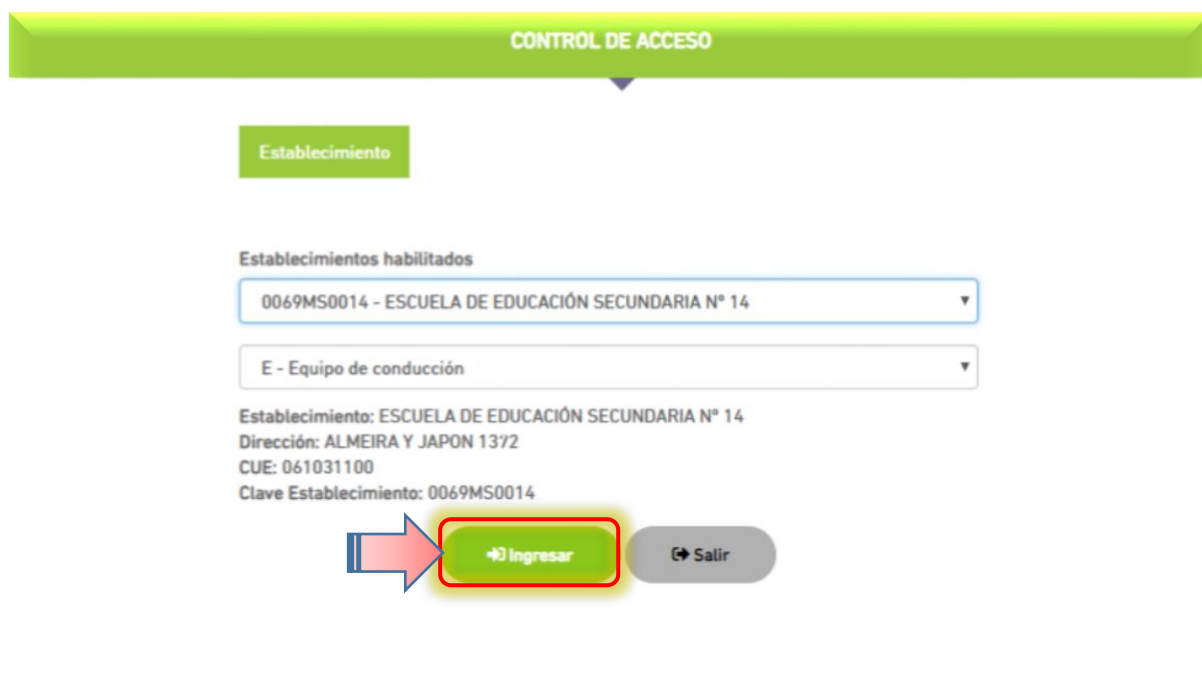 CONTROL DE ACCESO
Establecimiento
Establecimientos habilitados
0069MS0014 - ESCUELA DE EDUCACIÓN SECUNDARIA Nº 14
E - Equipo de conducción
Establecimiento: ESCUELA DE EDUCACIÓN SECUNDARIA Nº 14
Dirección: ALMEIRA Y JAPON 1372
CUE: 061031100
Clave Establecimiento: 0069MS0014
Ingresar Salir